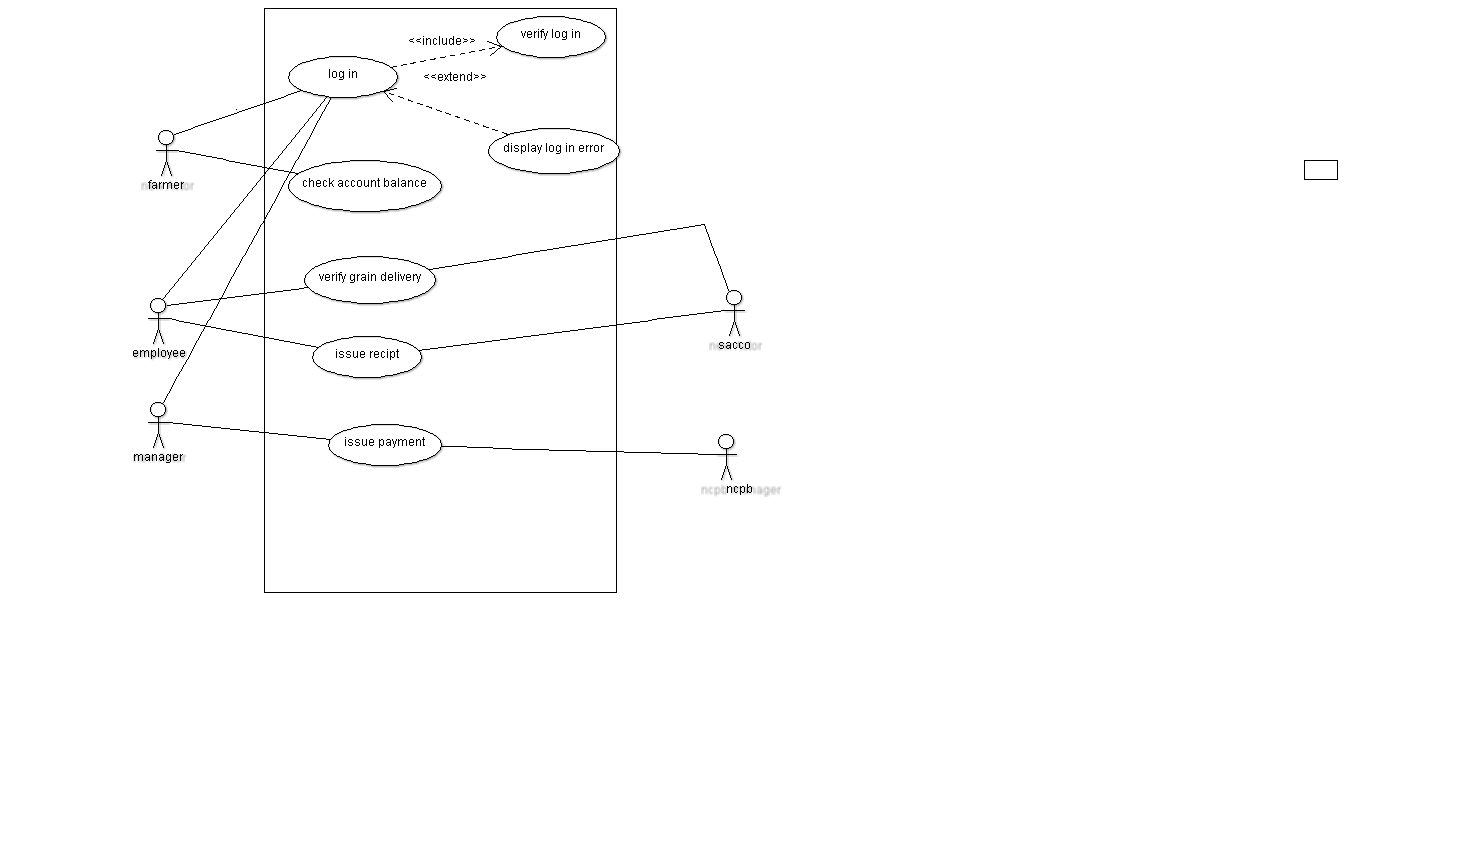 verify log in
<<include>>
log in
<<extend>>
display log in error
farmer
check account balance
verify grain delivery
employee
issue recipt
sacco
manager
issue payment
ncpb